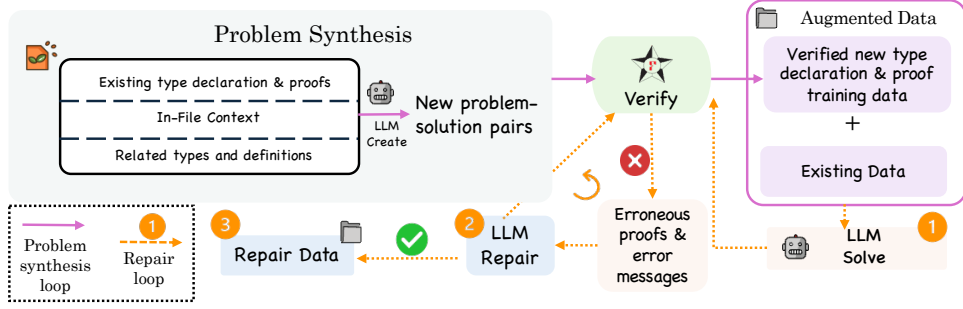 Problem Synthesis
Existing type declaration & proofs
In-File Context
Related types and definitions
LLM
Create
New problem-
solution pairs
Verify
Augmented Data
Verified new type
declaration & proof
training data
+
Existing Data
Problem
synthesis
loop
1
Repair
loop
3
Repair Data
2
LLM
Repair
Erroneous
proofs &
error
messages
LLM
Solve
1